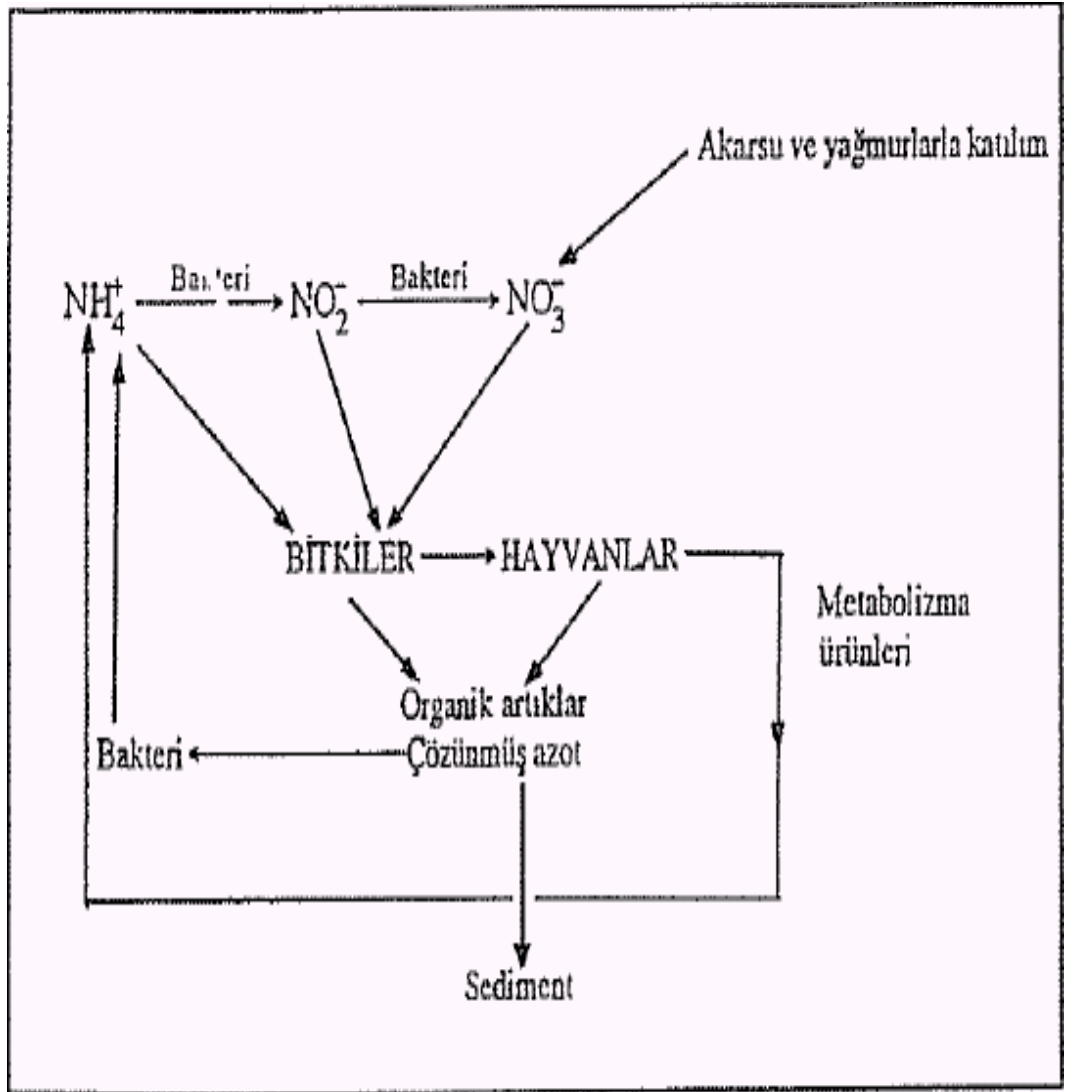 Akarsu ve yağmurlarla katılım
NH₄⁺ NO₂⁻ Bakteri NO₃⁻
BİTKİLER HAYVANLAR
Metabolizma
ürünleri
Organik artıklar
Bakteri Çözünmüş azot
Sediment